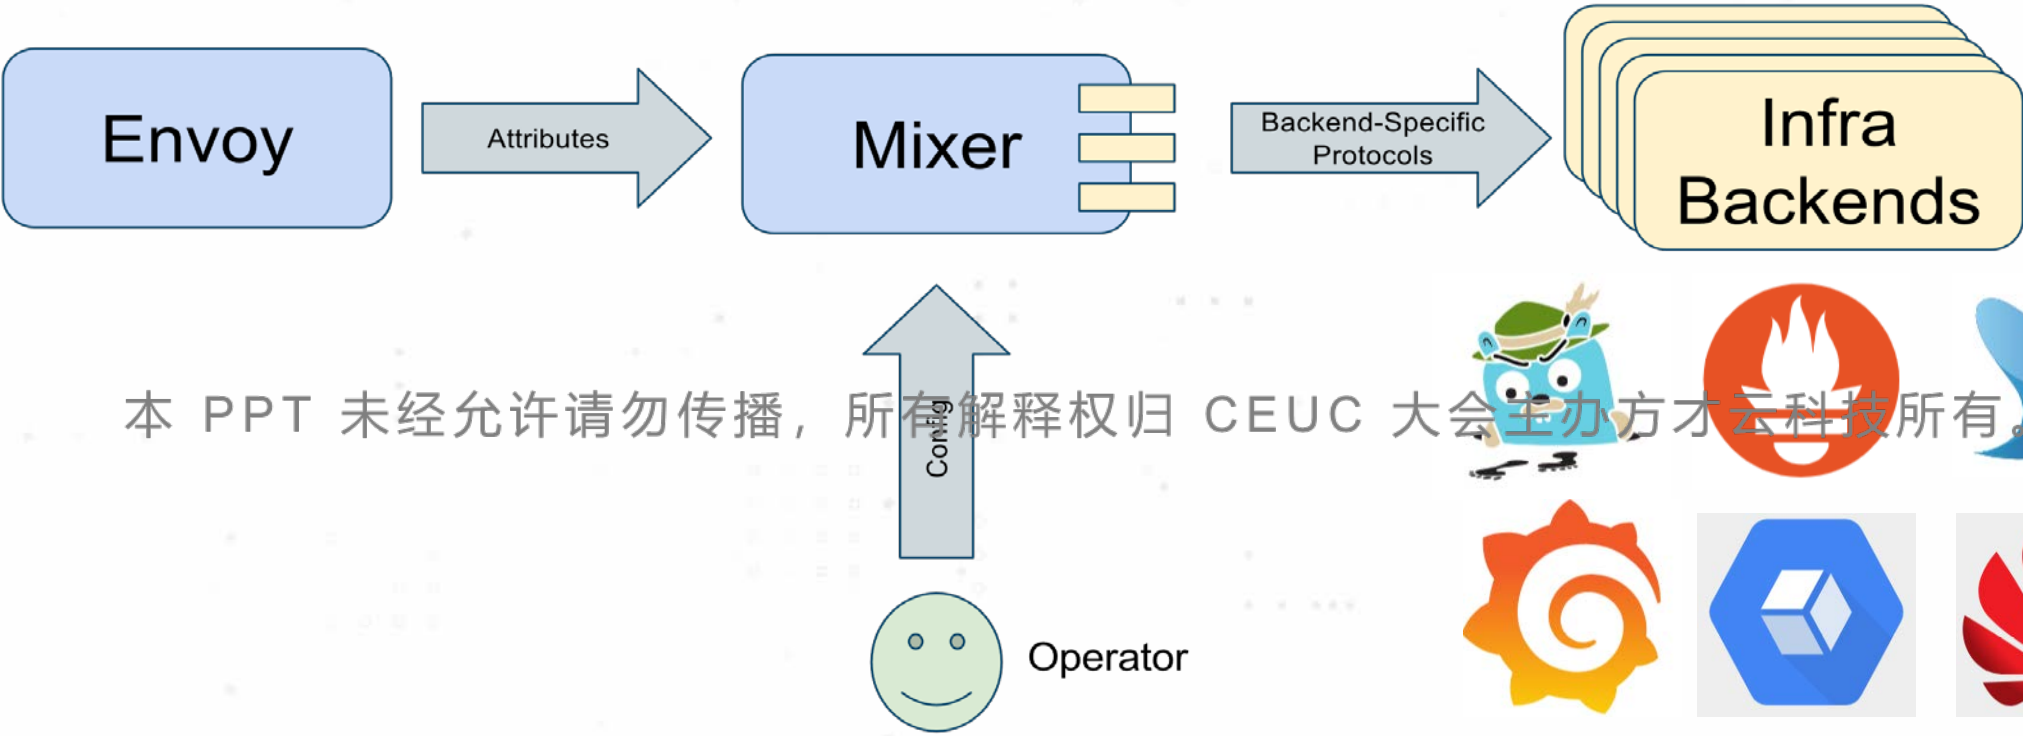 Envoy
Attributes
Mixer
Backend-Specific
Protocols
Infra
Backends
Config
本 PPT 未经允许请勿传播，所有解释权归 CEUC 大会主办方才云科技所有。
Operator